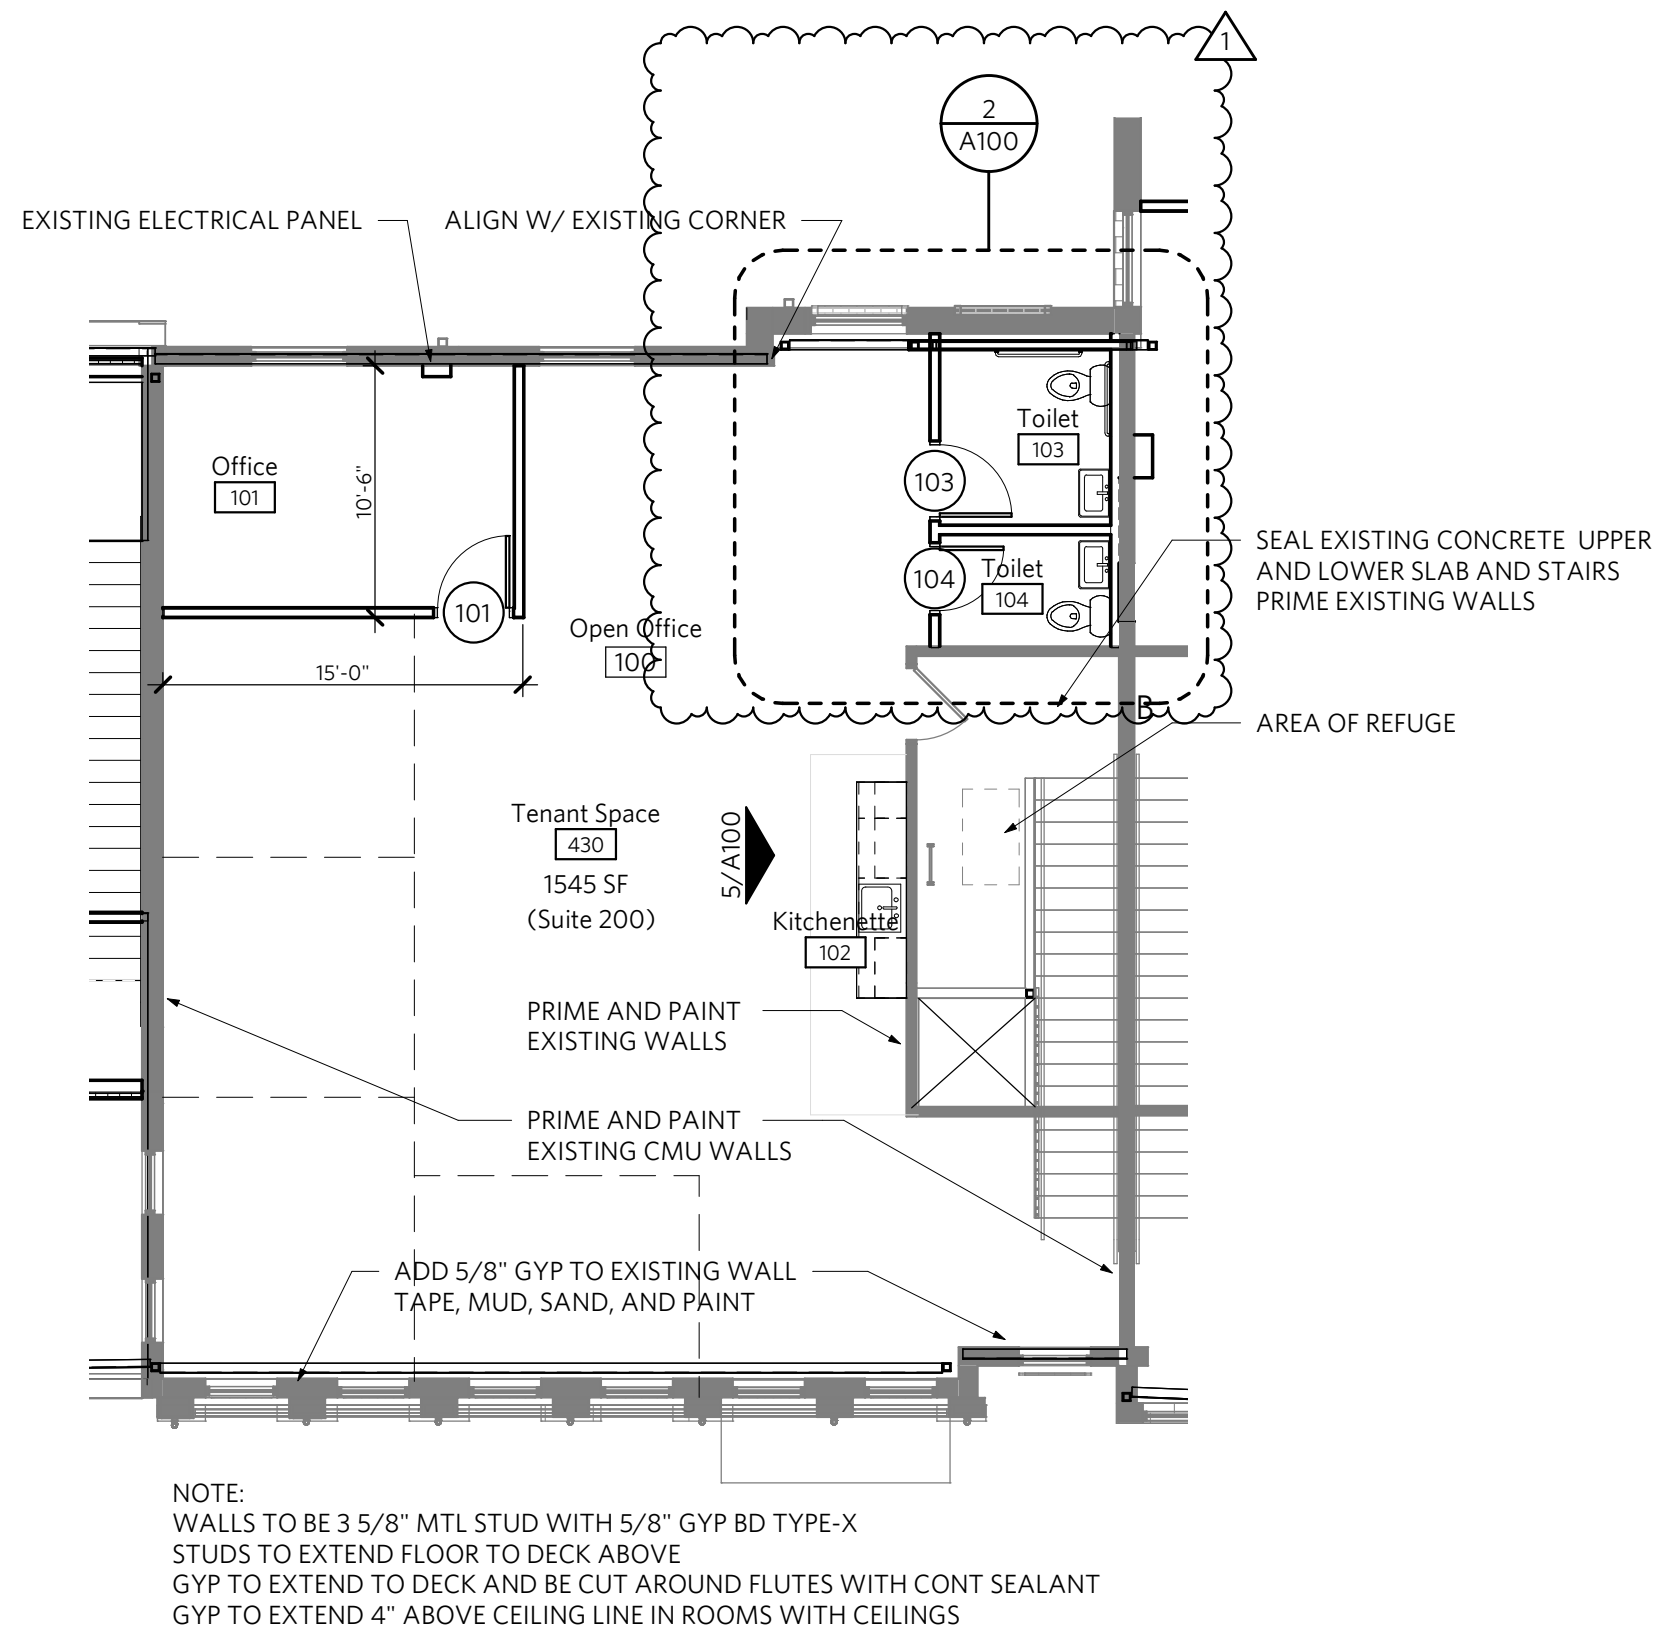 1
2
A100
EXISTING ELECTRICAL PANEL
ALIGN W/ EXISTING CORNER
Toilet
103
Office
101
10'-6"
103
SEAL EXISTING CONCRETE UPPER
AND LOWER SLAB AND STAIRS
PRIME EXISTING WALLS
104
Toilet
104
101
Open Office
100
15'-0"
B
AREA OF REFUGE
Tenant Space
430
1545 SF
(Suite 200)
5/A100
Kitchenette
102
PRIME AND PAINT
EXISTING WALLS
PRIME AND PAINT
EXISTING CMU WALLS
ADD 5/8" GYP TO EXISTING WALL
TAPE, MUD, SAND, AND PAINT
NOTE:
WALLS TO BE 3 5/8" MTL STUD WITH 5/8" GYP BD TYPE-X
STUDS TO EXTEND FLOOR TO DECK ABOVE
GYP TO EXTEND TO DECK AND BE CUT AROUND FLUTES WITH CONT SEALANT
GYP TO EXTEND 4" ABOVE CEILING LINE IN ROOMS WITH CEILINGS